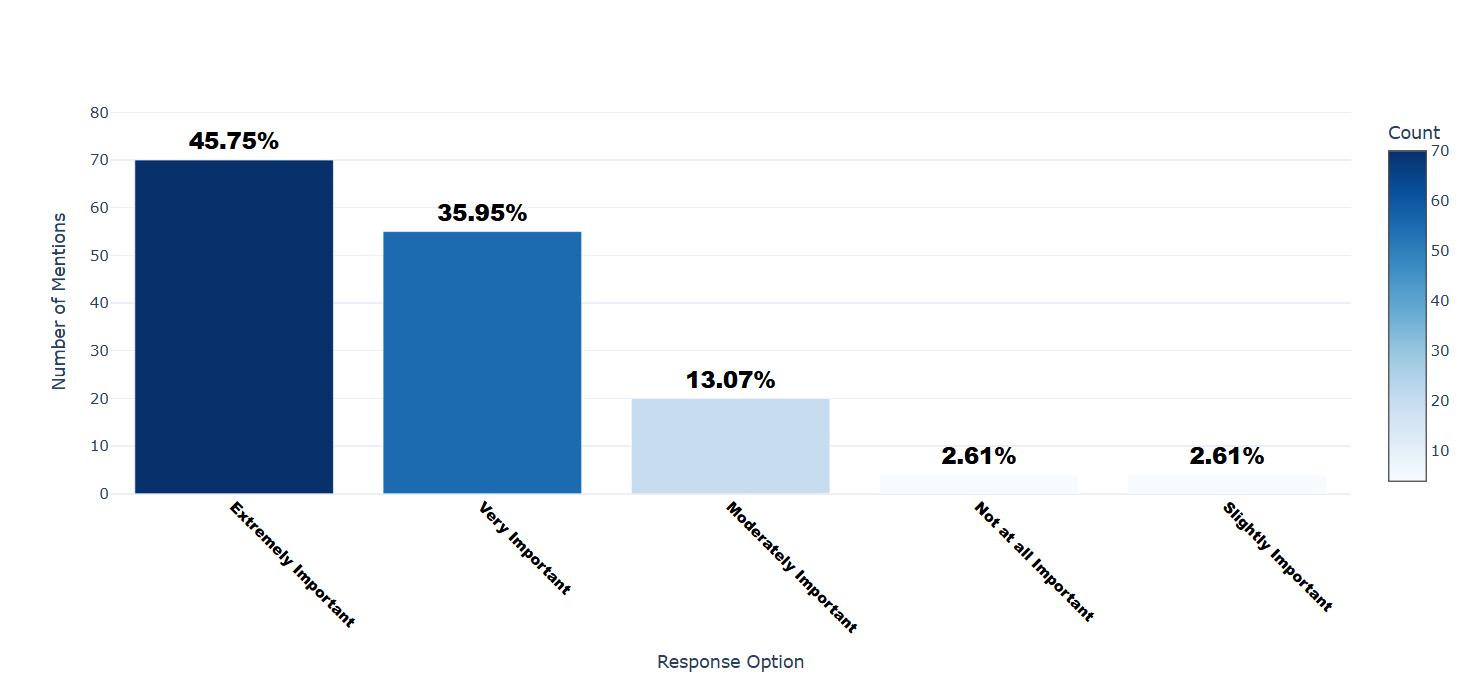 80
70
60
50
40
30
20
10
0
Number of Mentions
45.75%
35.95%
13.07%
2.61%
2.61%
Extremely Important
Very Important
Moderately Important
Not at all Important
Slightly Important
Response Option
Count
70
60
50
40
30
20
10